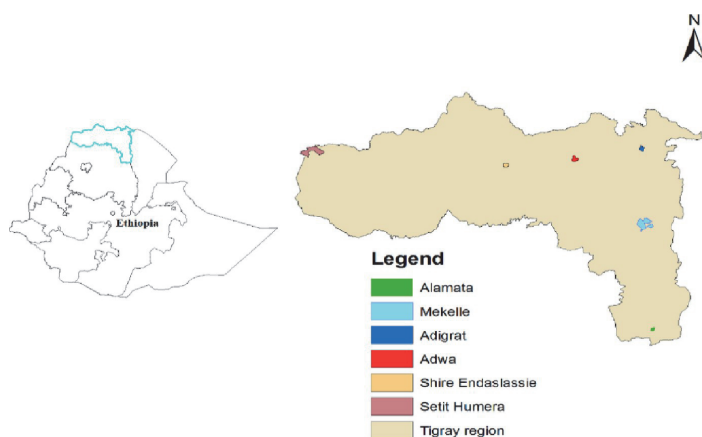 N
Ethiopia
Legend
Alamata
Mekelle
Adigrat
Adwa
Shire Endaslassie
Setit Humera
Tigray region